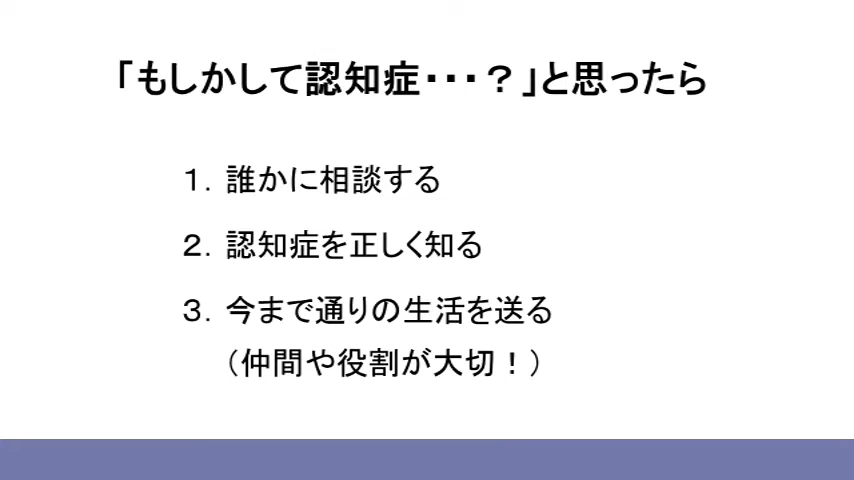 「もしかして認知症・・・？」と思ったら
１．誰かに相談する
２．認知症を正しく知る
３．今まで通りの生活を送る
（仲間や役割が大切！）